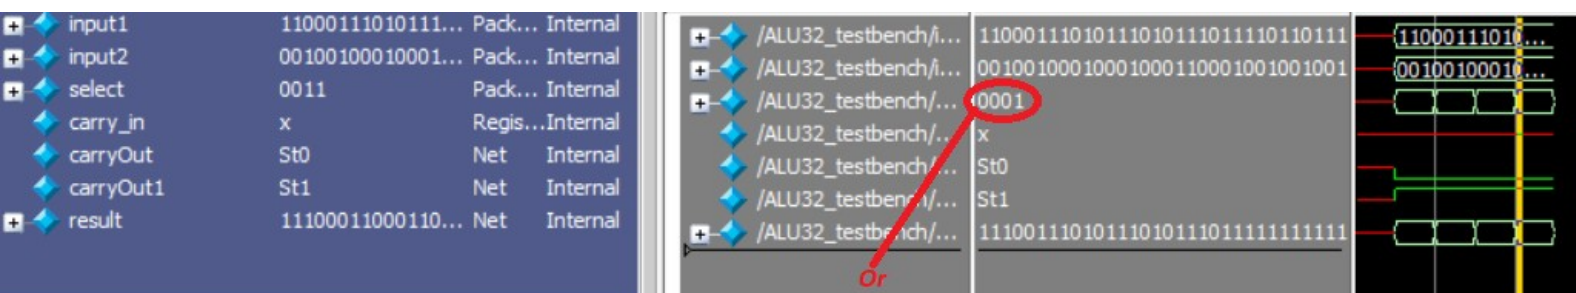 input1 11000111010111... Pack... Internal
input2 00100100010001... Pack... Internal
select 0011 Pack... Internal
carry_in x Regis...Internal
carryOut St0 Net Internal
carryOut1 St1 Net Internal
result 11100011000110... Net Internal
/ALU32_testbench/i... 11000111010111010111011110110111 11000111010...
/ALU32_testbench/i... 00100100010001000110001001001001 00100100010...
/ALU32_testbench/... 0001
/ALU32_testbench/... x
/ALU32_testbench/... St0
/ALU32_testbench/... St1
/ALU32_testbench/... 11100111010111010111011111111111
Or